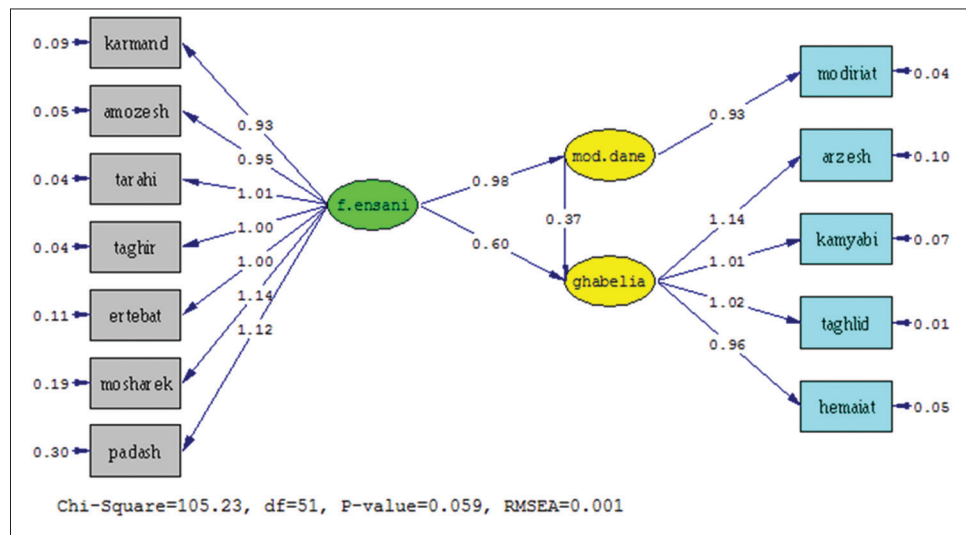 0.09 karmand
0.05 amozesh
0.04 tarahi
0.04 taghir
0.11 ertebat
0.19 mosharek
0.30 padash
0.93
0.95
1.01
1.00
1.00
1.14
1.12
f.ensani
0.98
0.60
mod.dane
0.37
ghabelia
0.93
1.14
1.01
1.02
0.96
modiriat 0.04
arzesh 0.10
kamyabi 0.07
taghlid 0.01
hemaiat 0.05
Chi-Square=105.23, df=51, P-value=0.059, RMSEA=0.001